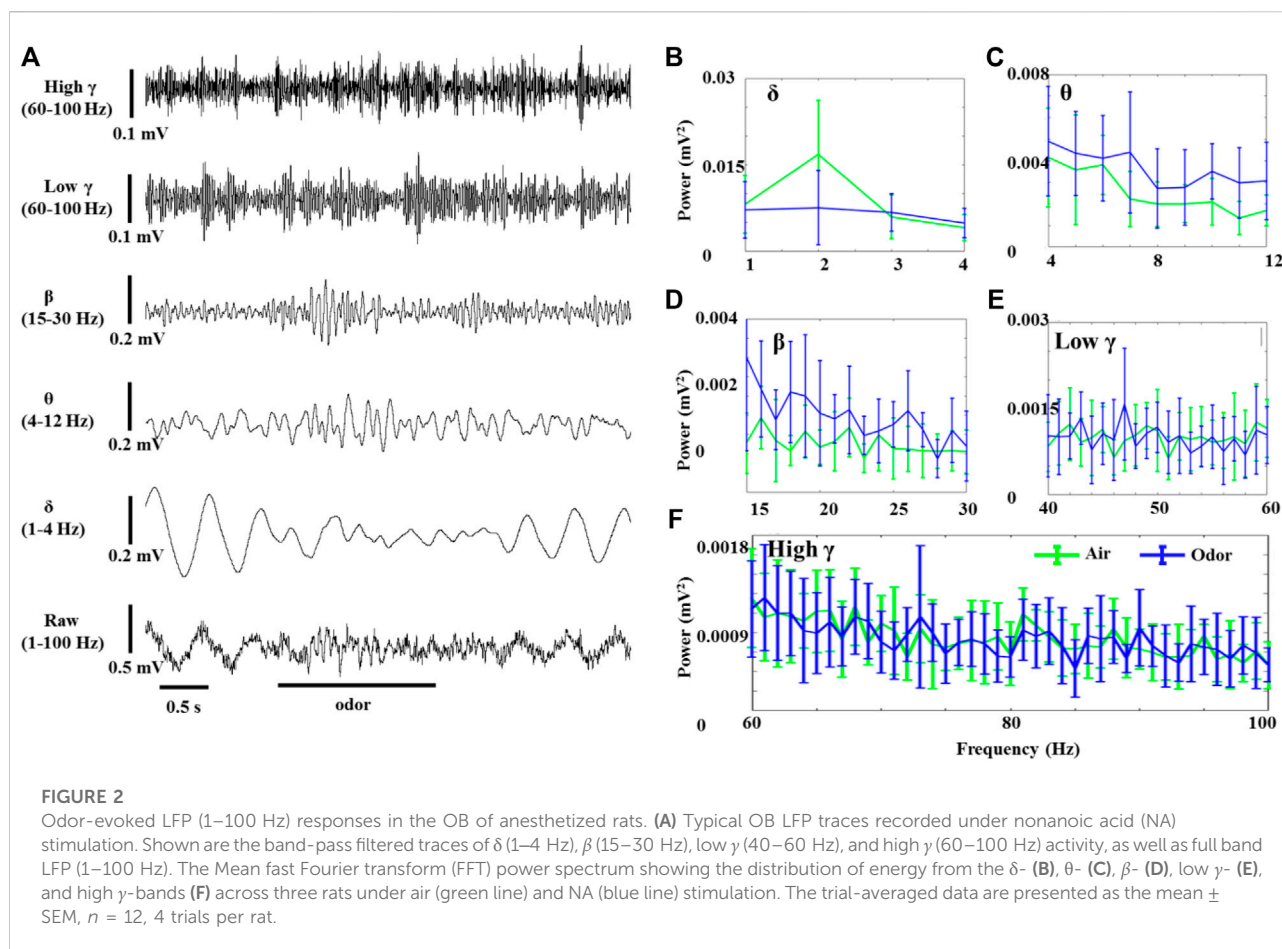 A
High γ
(60-100 Hz)
0.1 mV
Low γ
(60-100 Hz)
0.1 mV
β
(15-30 Hz)
0.2 mV
θ
(4-12 Hz)
0.2 mV
δ
(1-4 Hz)
0.2 mV
Raw
(1-100 Hz)
0.5 mV
0.5 s
odor
B
δ
0.03
0.015
0
Power (mV²)
1 2 3 4
C
θ
0.008
0.004
0
4 8 12
D
β
0.004
0.002
0
Power (mV²)
15 20 25 30
E
Low γ
0.003
0.0015
0
40 50 60
F
High γ
Air
Odor
0.0018
0.0009
0
Power (mV²)
60 80 100
Frequency (Hz)
FIGURE 2
Odor-evoked LFP (1–100 Hz) responses in the OB of anesthetized rats. (A) Typical OB LFP traces recorded under nonanoic acid (NA)
stimulation. Shown are the band-pass filtered traces of δ (1–4 Hz), β (15–30 Hz), low γ (40–60 Hz), and high γ (60–100 Hz) activity, as well as full band
LFP (1–100 Hz). The Mean fast Fourier transform (FFT) power spectrum showing the distribution of energy from the δ- (B), θ- (C), β- (D), low γ- (E),
and high γ-bands (F) across three rats under air (green line) and NA (blue line) stimulation. The trial-averaged data are presented as the mean ±
SEM, n = 12, 4 trials per rat.